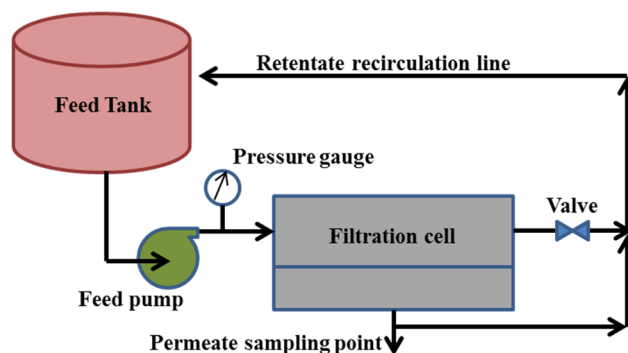 Retentate recirculation line
Feed Tank
Pressure gauge
Valve
Filtration cell
Feed pump
Permeate sampling point